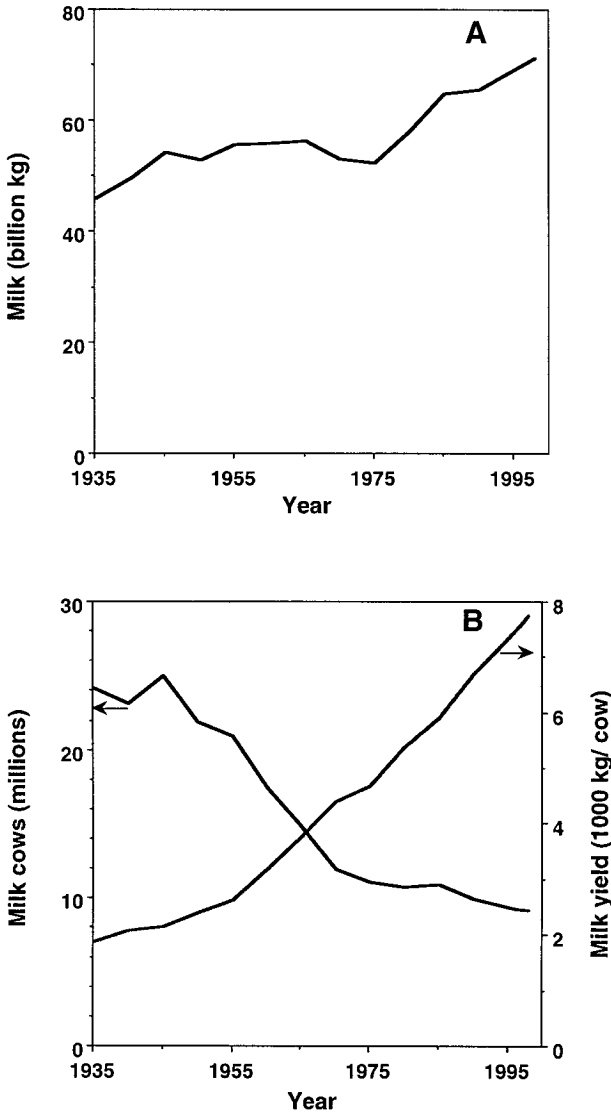 A
80
60
40
20
0
Milk (billion kg)
1935 1955 1975 1995
Year
B
30
20
10
0
Milk cows (millions)
8
6
4
2
0
Milk yield (1000 kg/ cow)
1935 1955 1975 1995
Year